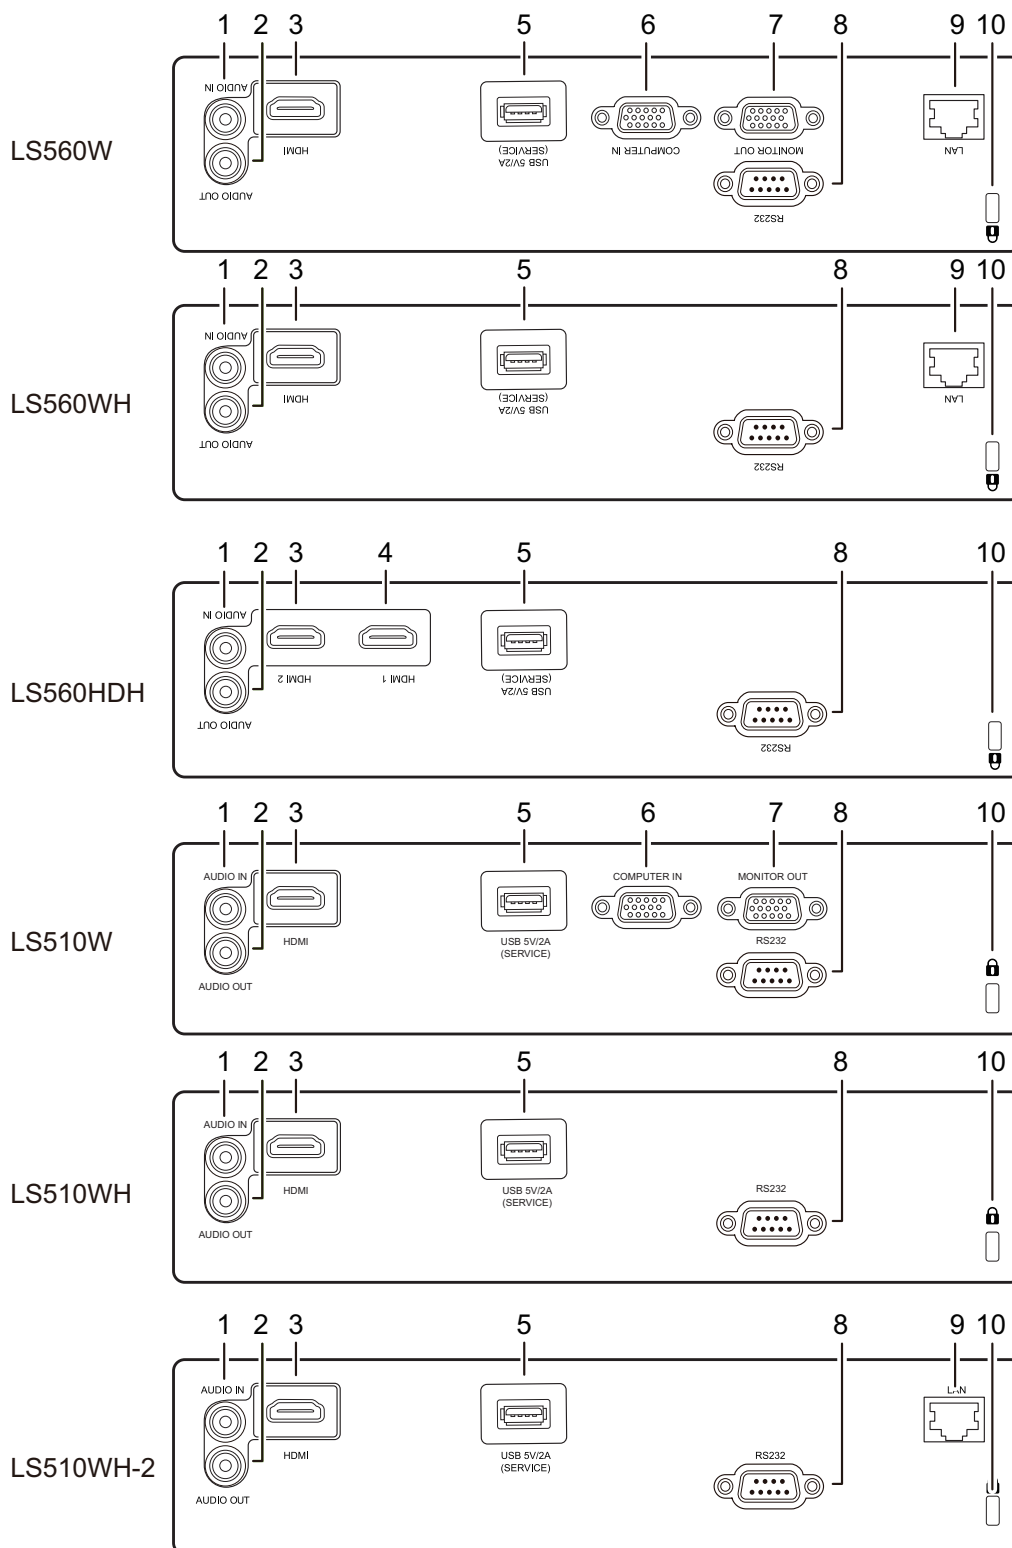 1 2 3 5 6 7 8 9 10
LS560W
AUDIO IN
HDMI
AUDIO OUT
USB 5V/2A
(SERVICE)
COMPUTER IN
MONITOR OUT
RS232
LAN
1 2 3 5 8 9 10
LS560WH
AUDIO IN
HDMI
AUDIO OUT
USB 5V/2A
(SERVICE)
RS232
LAN
1 2 3 4 5 8 10
LS560HDH
AUDIO IN
HDMI 2
HDMI 1
AUDIO OUT
USB 5V/2A
(SERVICE)
RS232
1 2 3 5 6 7 8 10
LS510W
AUDIO IN
HDMI
AUDIO OUT
USB 5V/2A
(SERVICE)
COMPUTER IN
MONITOR OUT
RS232
1 2 3 5 8 10
LS510WH
AUDIO IN
HDMI
AUDIO OUT
USB 5V/2A
(SERVICE)
RS232
1 2 3 5 8 9 10
LS510WH-2
AUDIO IN
HDMI
AUDIO OUT
USB 5V/2A
(SERVICE)
RS232
LAN